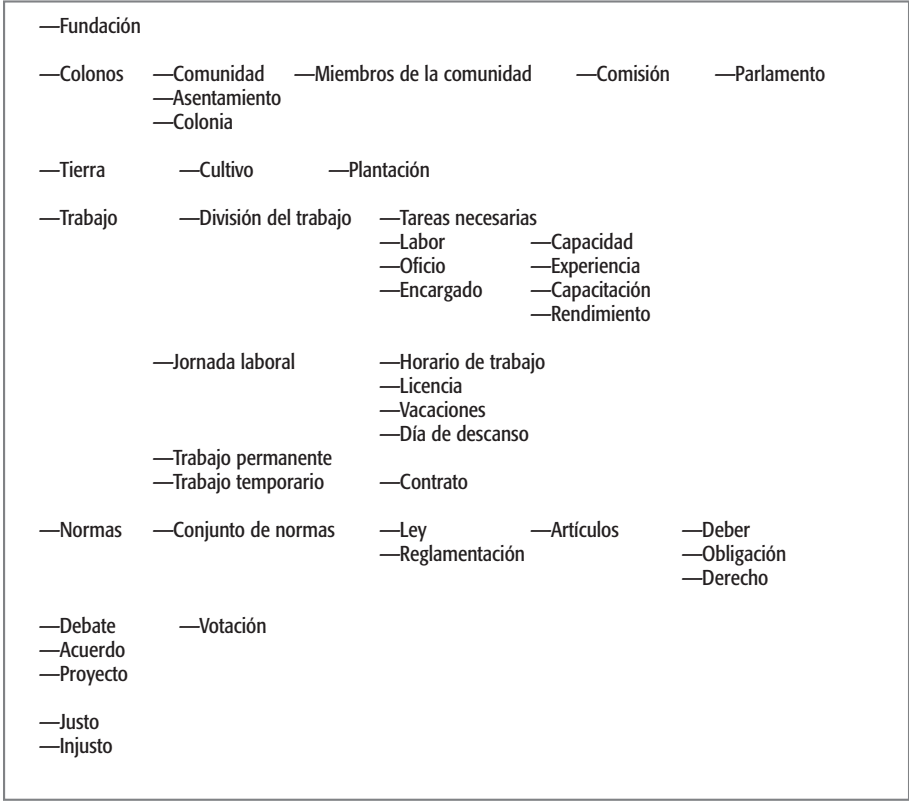 —Fundación
—Colonos —Comunidad —Miembros de la comunidad —Comisión —Parlamento
—Asentamiento
—Colonia
—Tierra —Cultivo —Plantación
—Trabajo —División del trabajo —Tareas necesarias
—Labor —Capacidad
—Oficio —Experiencia
—Encargado —Capacitación
—Rendimiento
—Jornada laboral —Horario de trabajo
—Licencia
—Vacaciones
—Día de descanso
—Trabajo permanente
—Trabajo temporario —Contrato
—Normas —Conjunto de normas —Ley —Artículos —Deber
—Reglamentación —Obligación
—Derecho
—Debate —Votación
—Acuerdo
—Proyecto
—Justo
—Injusto